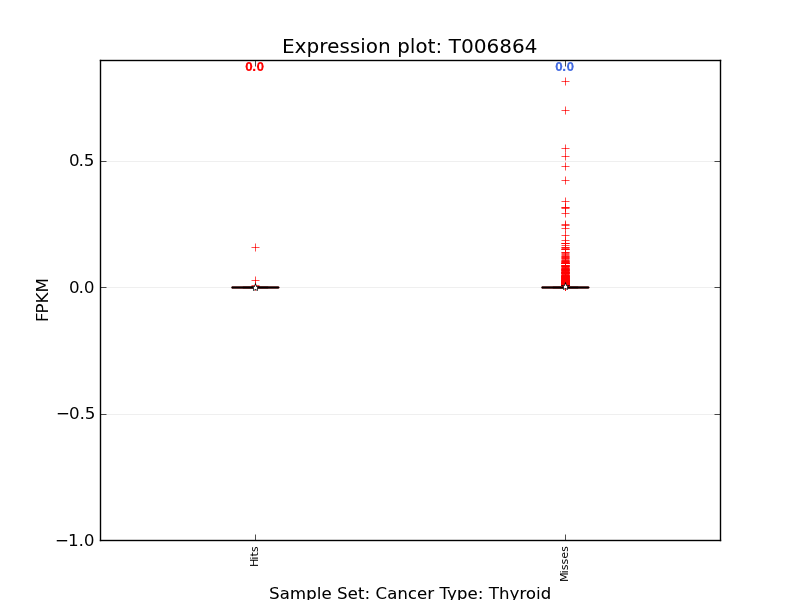 Expression plot: T006864
0.0 0.0
0.5
0.0
−0.5
−1.0
FPKM
Hits
Misses
Sample Set: Cancer Type: Thyroid